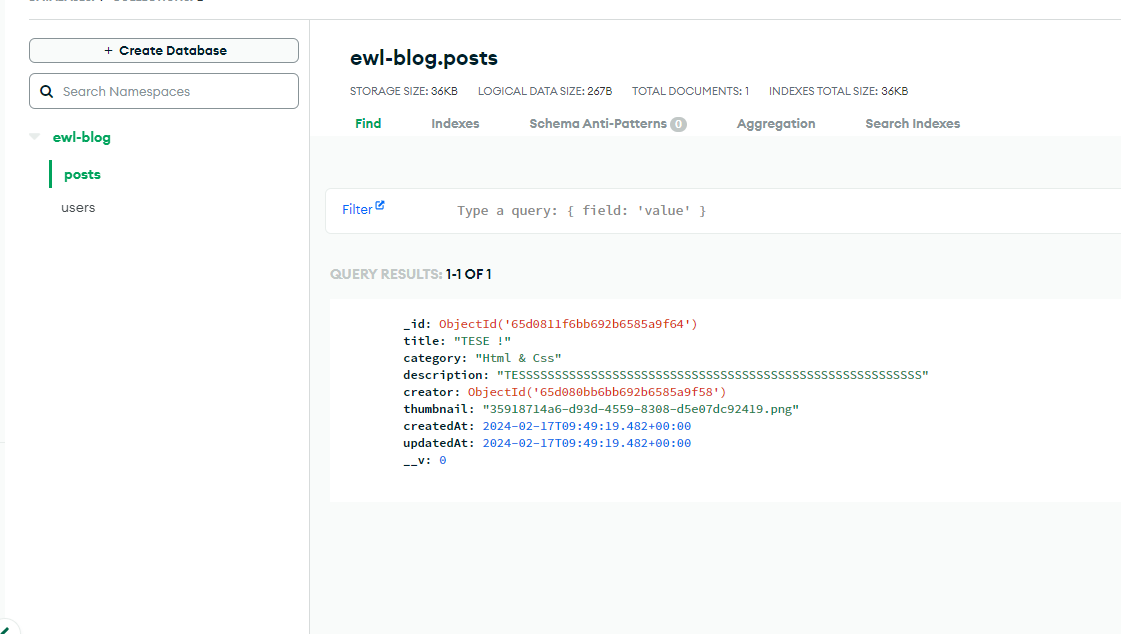 + Create Database
Search Namespaces
ewl-blog
posts
users
ewl-blog.posts
STORAGE SIZE: 36KB LOGICAL DATA SIZE: 267B TOTAL DOCUMENTS: 1 INDEXES TOTAL SIZE: 36KB
Find Indexes Schema Anti-Patterns 0 Aggregation Search Indexes
Filter Type a query: { field: 'value' }
QUERY RESULTS: 1-1 OF 1
_id: ObjectId('65d0811f6bb692b6585a9f64')
title: "TESE !"
category: "Html & Css"
description: "TESSSSSSSSSSSSSSSSSSSSSSSSSSSSSSSSSSSSSSSSSSSSSSSSSSSSSSSSS"
creator: ObjectId('65d080bb6bb692b6585a9f58')
thumbnail: "35918714a6-d93d-4559-8308-d5e07dc92419.png"
createdAt: 2024-02-17T09:49:19.482+00:00
updatedAt: 2024-02-17T09:49:19.482+00:00
__v: 0